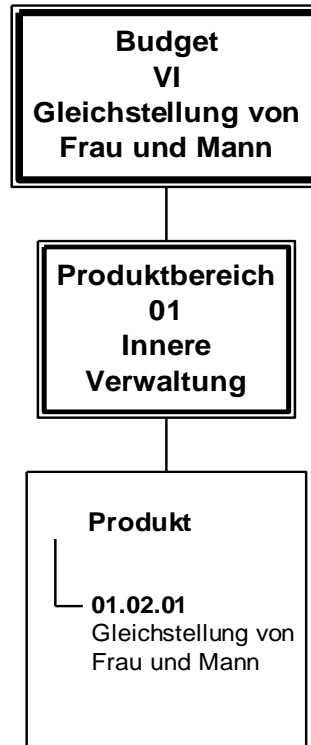 Budget
VI
Gleichstellung von
Frau und Mann
Produktbereich
01
Innere
Verwaltung
Produkt
01.02.01
Gleichstellung von
Frau und Mann